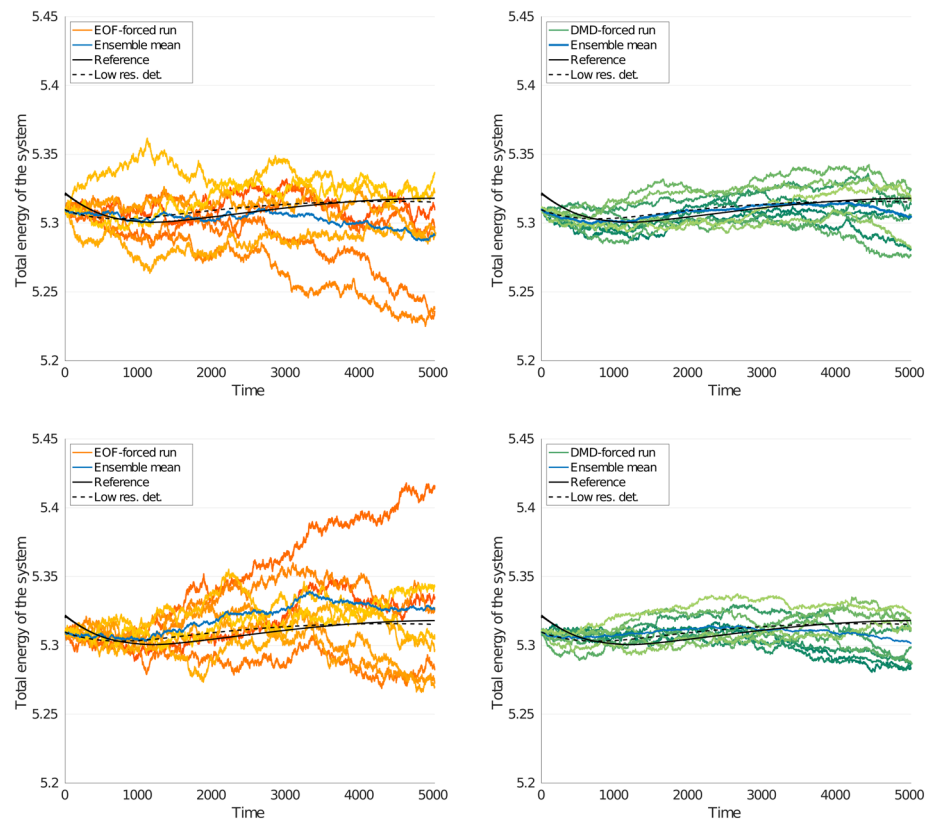 5.45
5.4
5.35
5.3
5.25
5.2
0 1000 2000 3000 4000 5000
Time
Total energy of the system
EOF-forced run
Ensemble mean
Reference
Low res. det.
5.45
5.4
5.35
5.3
5.25
5.2
0 1000 2000 3000 4000 5000
Time
Total energy of the system
DMD-forced run
Ensemble mean
Reference
Low res. det.
5.45
5.4
5.35
5.3
5.25
5.2
0 1000 2000 3000 4000 5000
Time
Total energy of the system
EOF-forced run
Ensemble mean
Reference
Low res. det.
5.45
5.4
5.35
5.3
5.25
5.2
0 1000 2000 3000 4000 5000
Time
Total energy of the system
DMD-forced run
Ensemble mean
Reference
Low res. det.